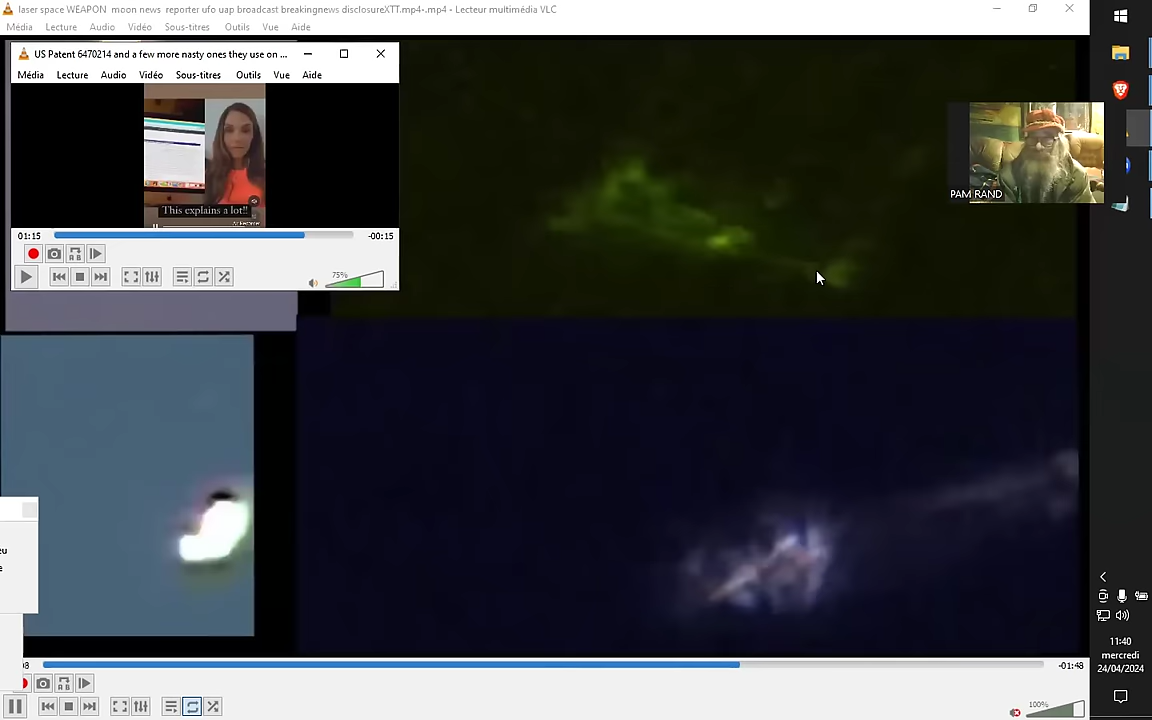 laser space WEAPON moon news reporter ufo uap broadcast breakingnews disclosureXTT.mp4-.mp4 - Lecteur multimédia VLC
Média Lecture Audio Vidéo Sous-titres Outils Vue Aide
US Patent 6470214 and a few more nasty ones they use on ...
Média Lecture Audio Vidéo Sous-titres Outils Vue Aide
This explains a lot!!
01:15
-00:15
75%
PAM RAND
eu
e
-01:48
100%
11:40
mercredi
24/04/2024